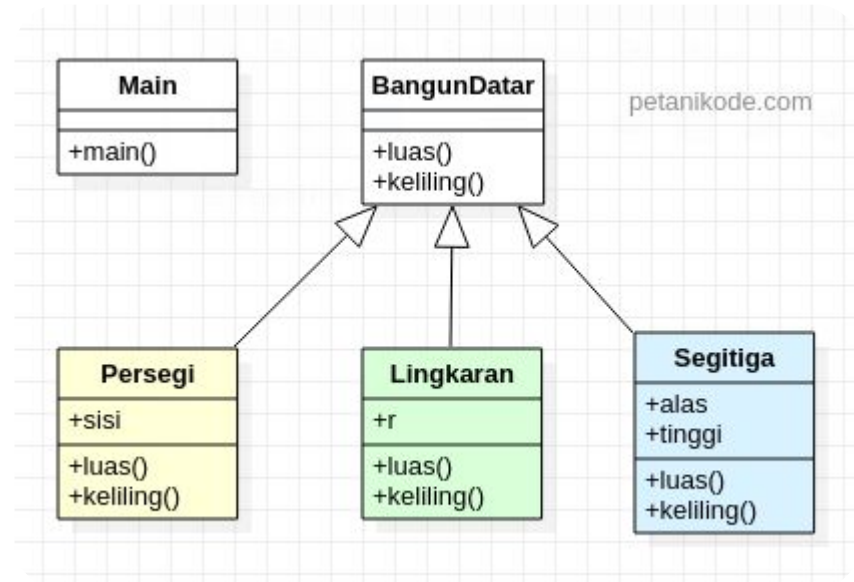 Main
+main()
BangunDatar
+luas()
+keliling()
petanikode.com
Persegi
+sisi
+luas()
+keliling()
Lingkaran
+r
+luas()
+keliling()
Segitiga
+alas
+tinggi
+luas()
+keliling()